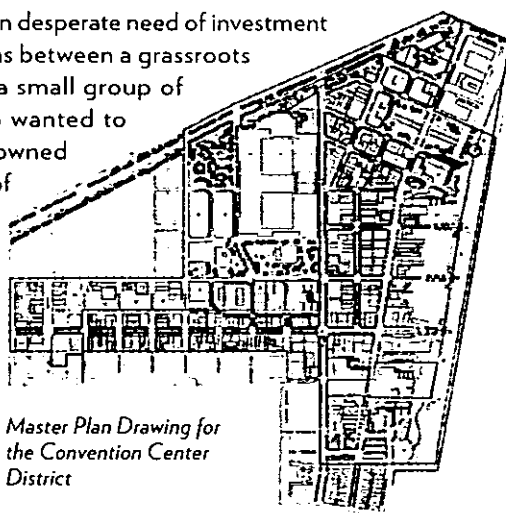 n desperate need of investment
ns between a grassroots
a small group of
o wanted to
owned
of
Master Plan Drawing for
the Convention Center
District